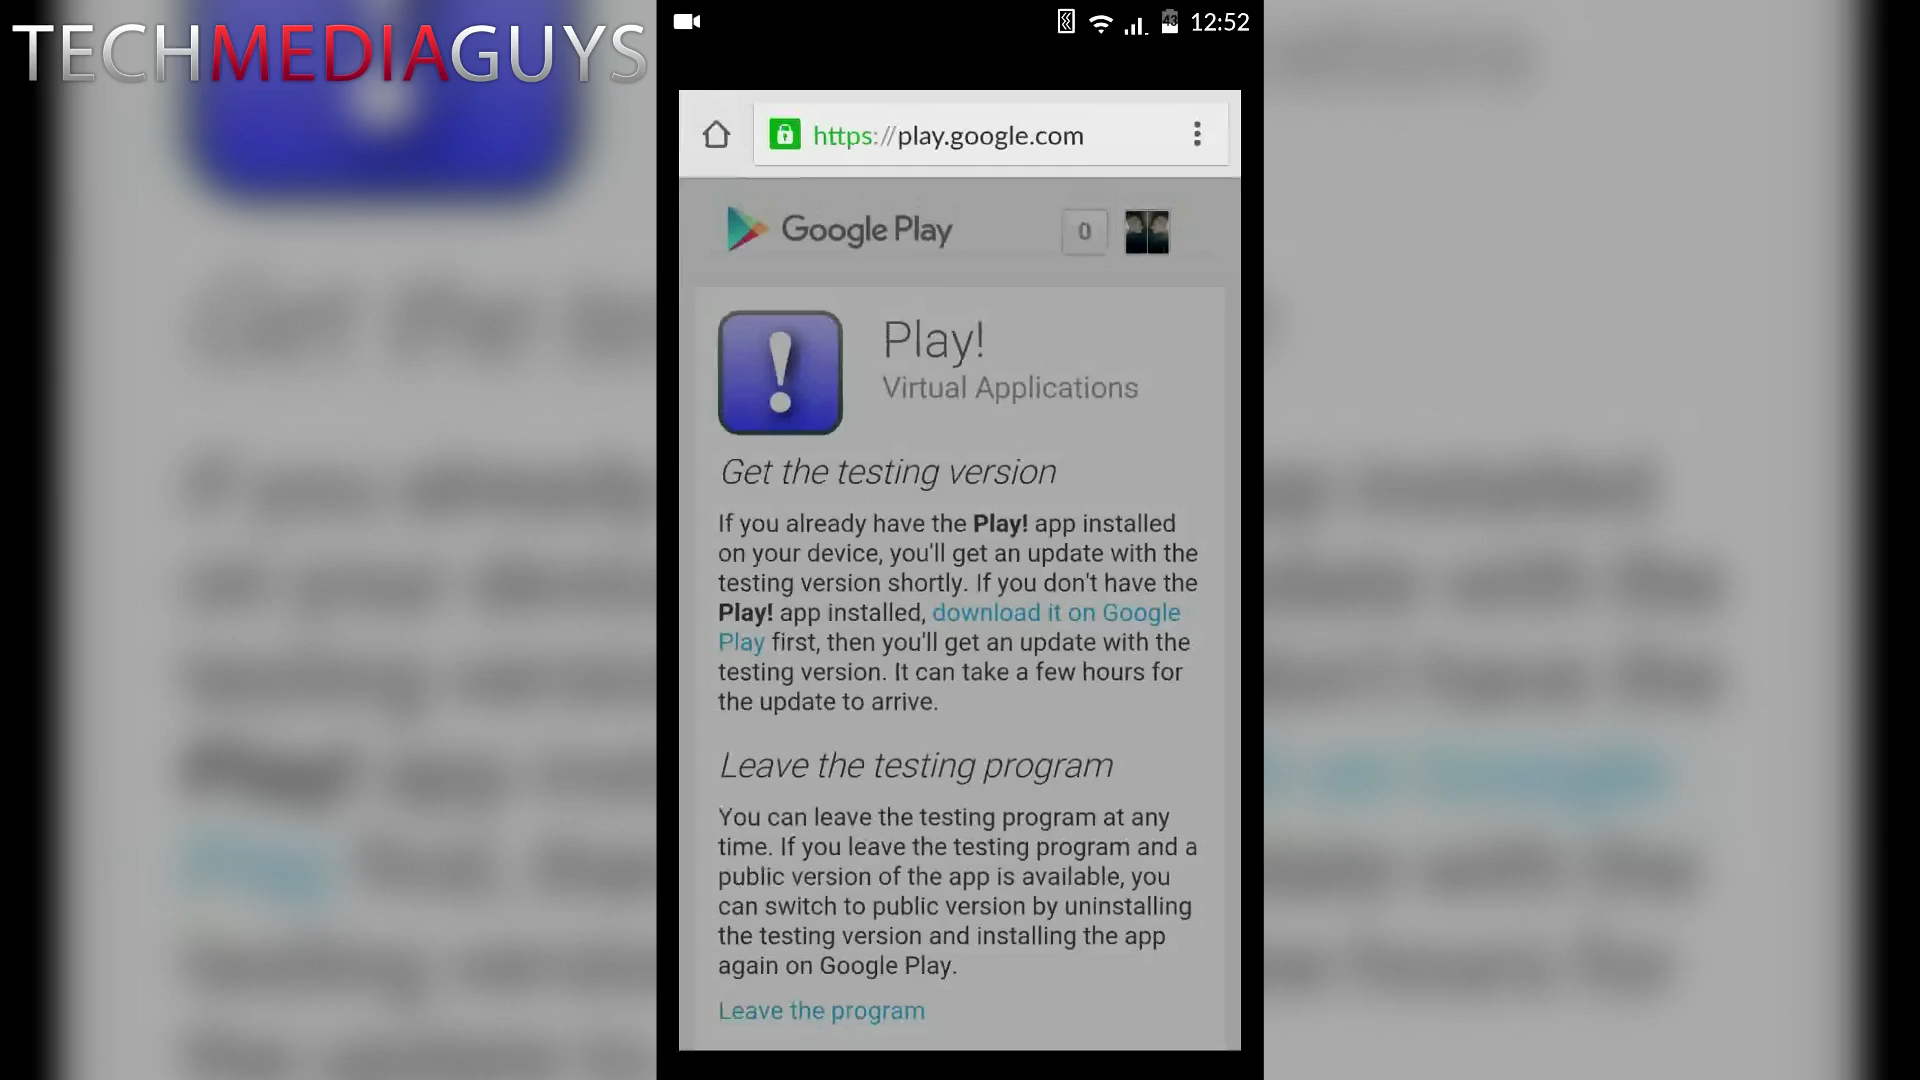 TECHMEDIAGUYS
43 12:52
https://play.google.com
Google Play 0
Play!
Virtual Applications
Get the testing version
If you already have the Play! app installed
on your device, you'll get an update with the
testing version shortly. If you don't have the
Play! app installed, download it on Google
Play first, then you'll get an update with the
testing version. It can take a few hours for
the update to arrive.
Leave the testing program
You can leave the testing program at any
time. If you leave the testing program and a
public version of the app is available, you
can switch to public version by uninstalling
the testing version and installing the app
again on Google Play.
Leave the program